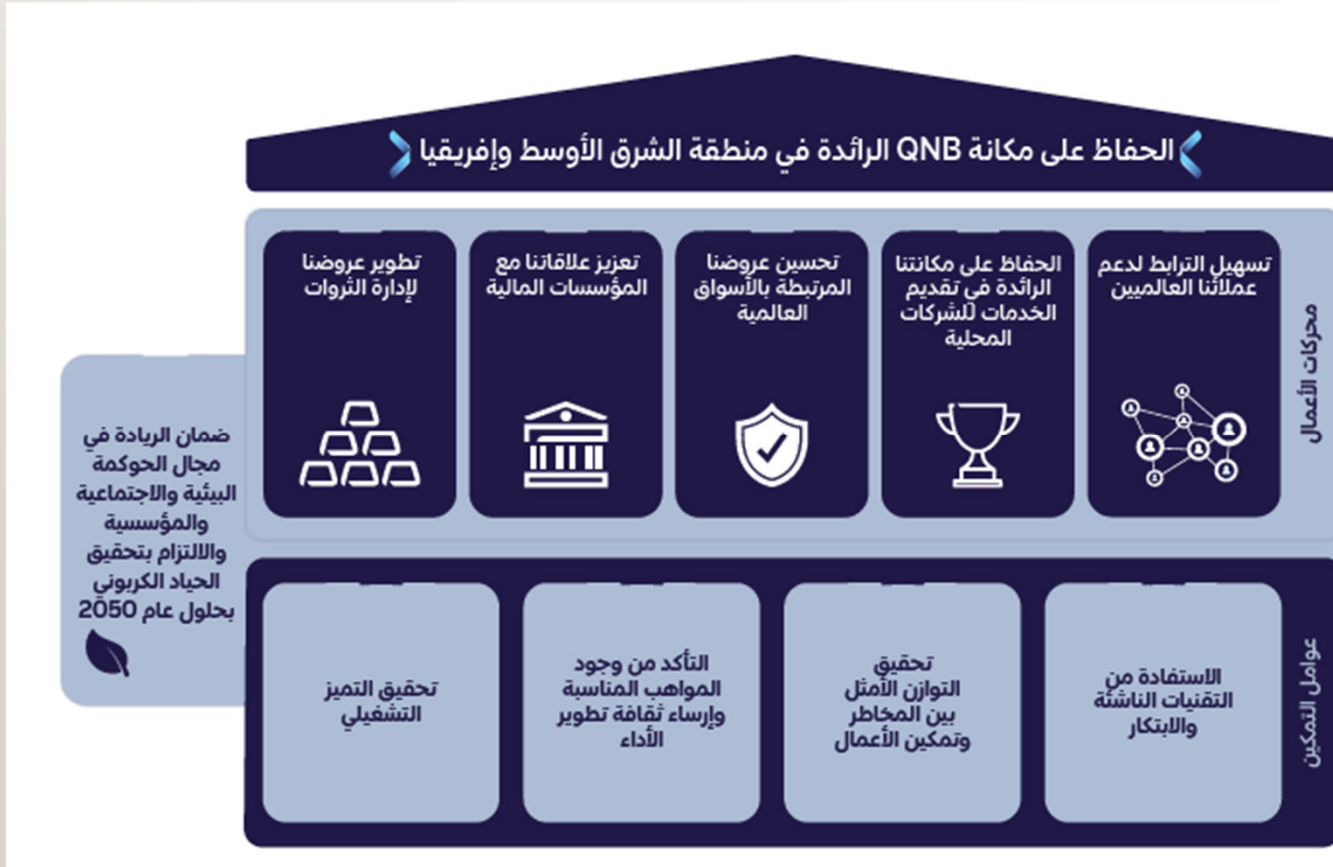 الحفاظ على مكانة QNB الرائدة في منطقة الشرق الأوسط وإفريقيا
محركات الأعمال
تسهيل الترابط لدعم
عملائنا العالميين
الحفاظ على مكانتنا
الرائدة في تقديم
الخدمات للشركات
المحلية
تحسين عروضنا
المرتبطة بالأسواق
العالمية
تعزيز علاقاتنا مع
المؤسسات المالية
تطوير عروضنا
لإدارة الثروات
عوامل التمكين
الاستفادة من
التقنيات الناشئة
والابتكار
تحقيق
التوازن الأمثل
بين المخاطر
وتمكين الأعمال
التأكد من وجود
المواهب المناسبة
وإرساء ثقافة تطوير
الأداء
تحقيق التميز
التشغيلي
ضمان الريادة في
مجال الحوكمة
البيئية والاجتماعية
والمؤسسية
والالتزام بتحقيق
الحياد الكربوني
بحلول عام 2050